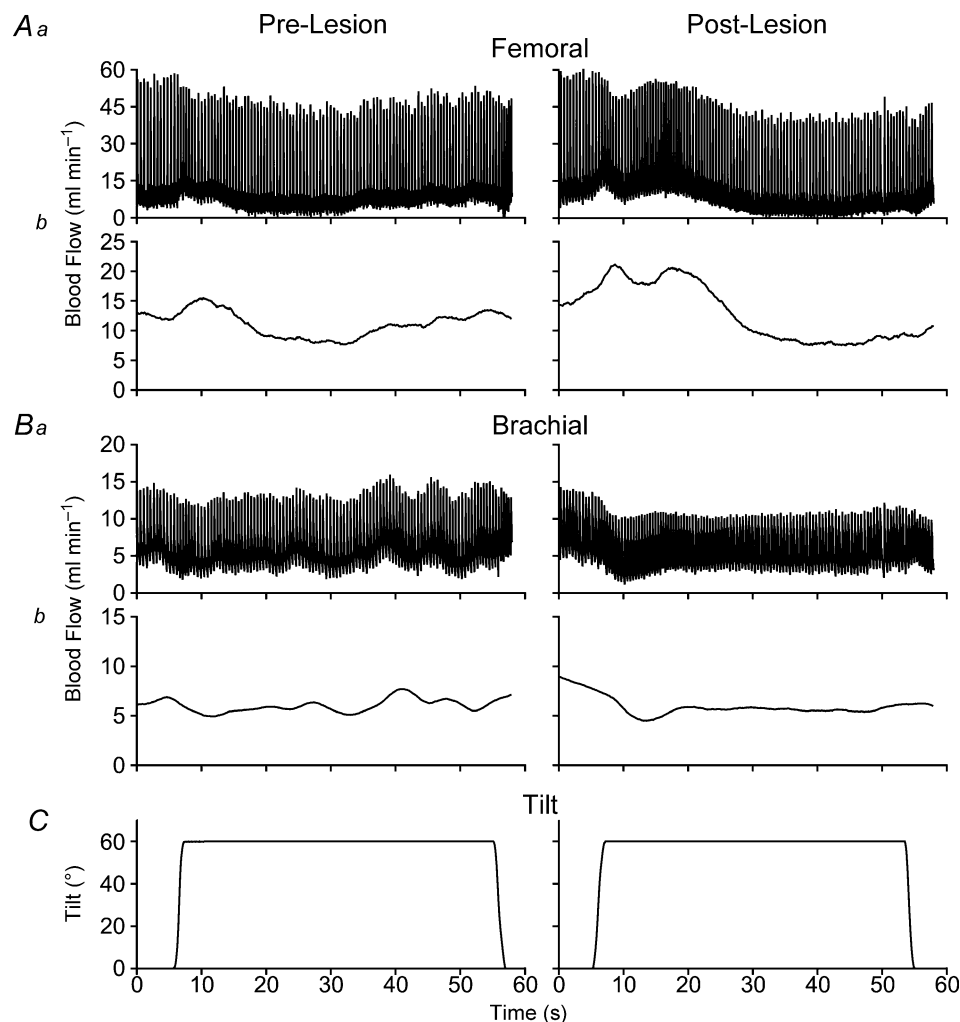 A a
Pre-Lesion
Post-Lesion
Femoral
60
45
30
15
0
Blood Flow (ml min⁻¹)
b
25
20
15
10
5
0
B a
Brachial
20
15
10
5
0
Blood Flow (ml min⁻¹)
b
15
10
5
0
C
Tilt
60
40
20
0
Tilt (°)
0 10 20 30 40 50 60 0 10 20 30 40 50 60
Time (s)